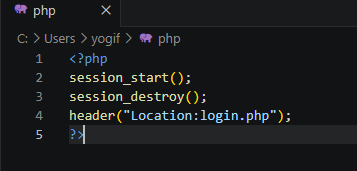 php ×
C: > Users > yogif > php
1 <?php
2 session_start();
3 session_destroy();
4 header("Location:login.php");
5 ?>